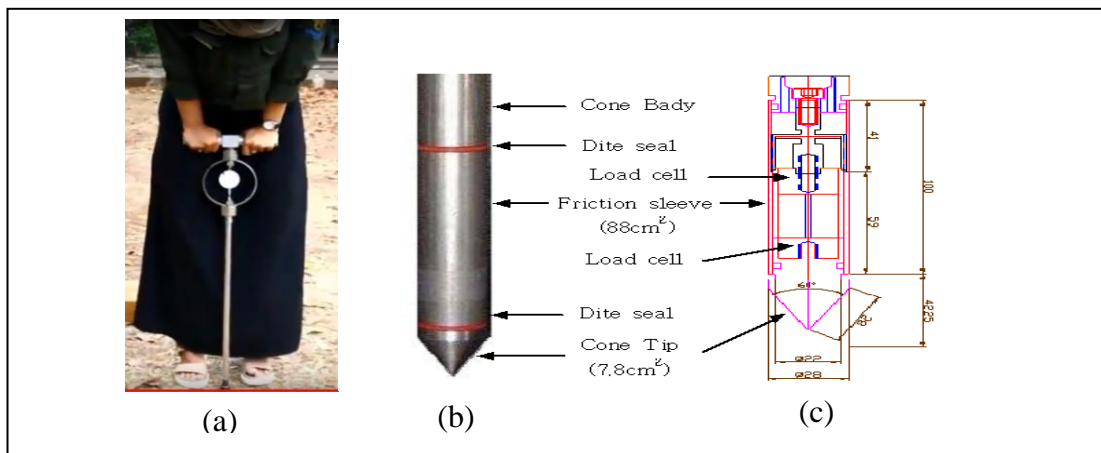 Cone Bady
Dite seal
Load cell
Friction sleeve
(88cm²)
Load cell
Dite seal
Cone Tip
(7.8cm²)
41
100
59
4225
ø22
ø28
(a)
(b)
(c)